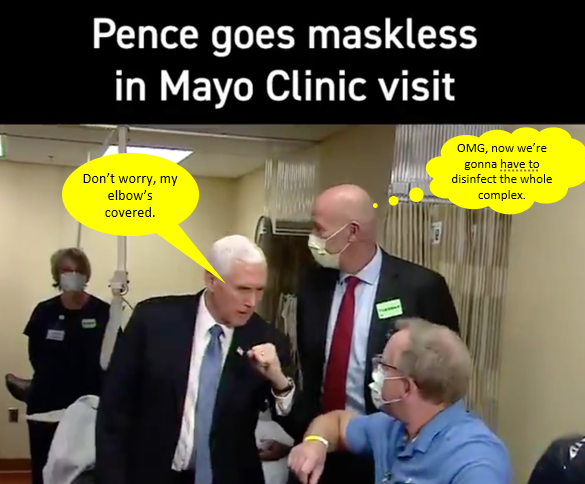 Pence goes maskless
in Mayo Clinic visit
Don't worry, my
elbow's
covered.
OMG, now we're
gonna have to
disinfect the whole
complex.